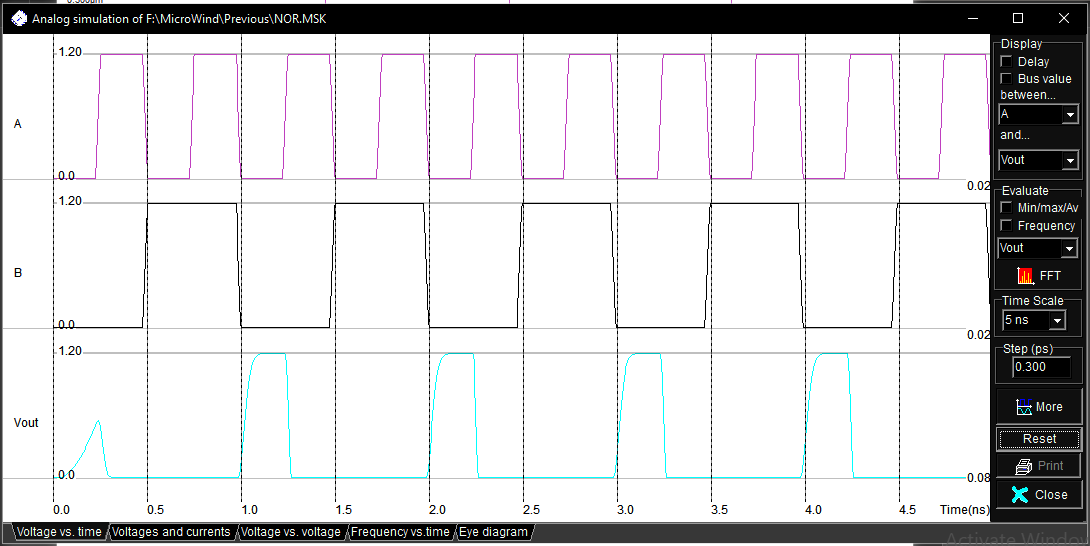 Analog simulation of F:\MicroWind\Previous\NOR.MSK
1.20
A
0.0
0.02
1.20
B
0.0
0.02
1.20
Vout
0.0
0.08
0.0 0.5 1.0 1.5 2.0 2.5 3.0 3.5 4.0 4.5 Time(ns)
Voltage vs. time Voltages and currents Voltage vs. voltage Frequency vs.time Eye diagram
Display
Delay
Bus value
between...
A
and...
Vout
Evaluate
Min/max/Av
Frequency
Vout
FFT
Time Scale
5 ns
Step (ps)
0.300
More
Reset
Print
Close
Activate Window